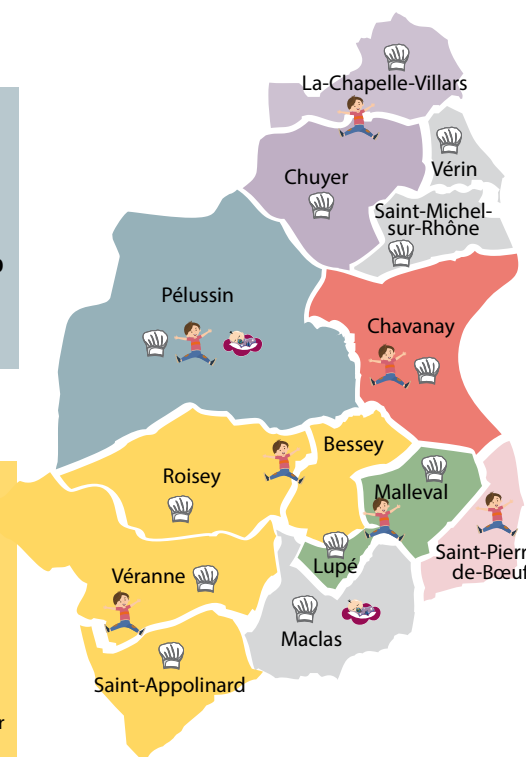 La-Chapelle-Villars
Chuyer
Vérin
Saint-Michel-
sur-Rhône
Pélussin
Chavanay
Bessey
Roisey
Malleval
Saint-Pierr
de-Bœuf
Lupé
Véranne
Maclas
Saint-Appolinard
r